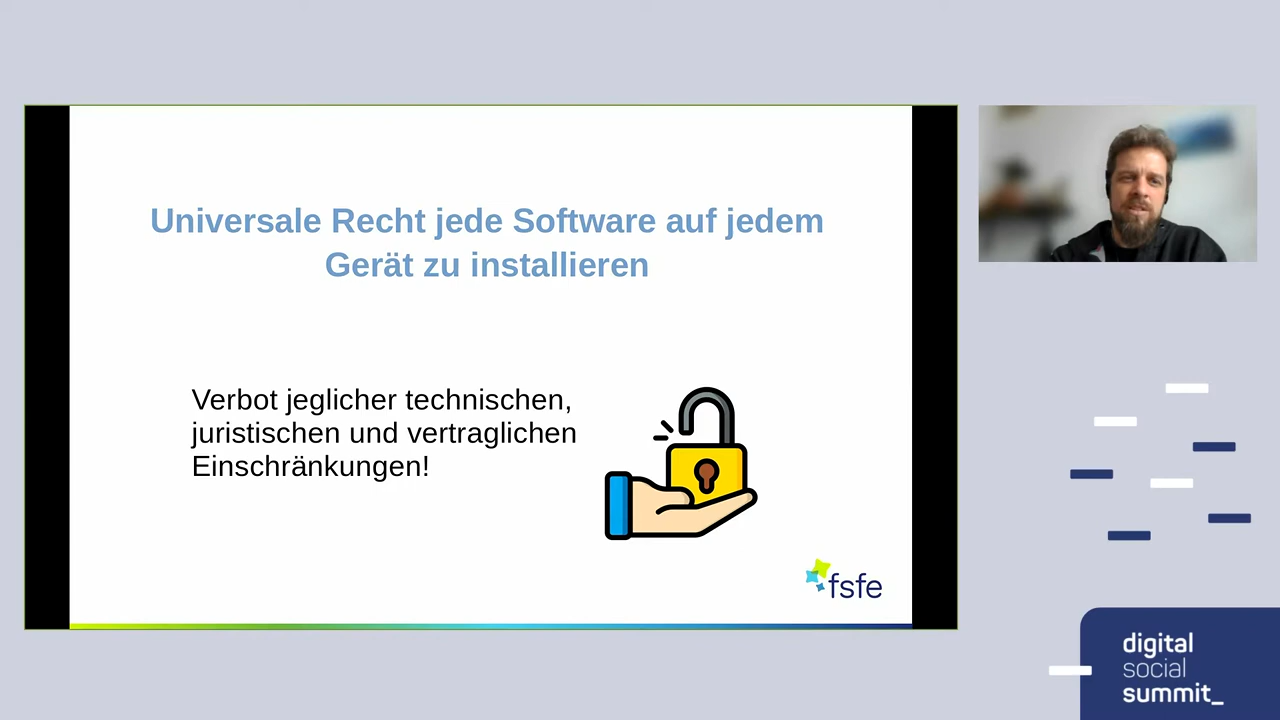 Universale Recht jede Software auf jedem
Gerät zu installieren
Verbot jeglicher technischen,
juristischen und vertraglichen
Einschränkungen!
fsfe
digital
social
summit_